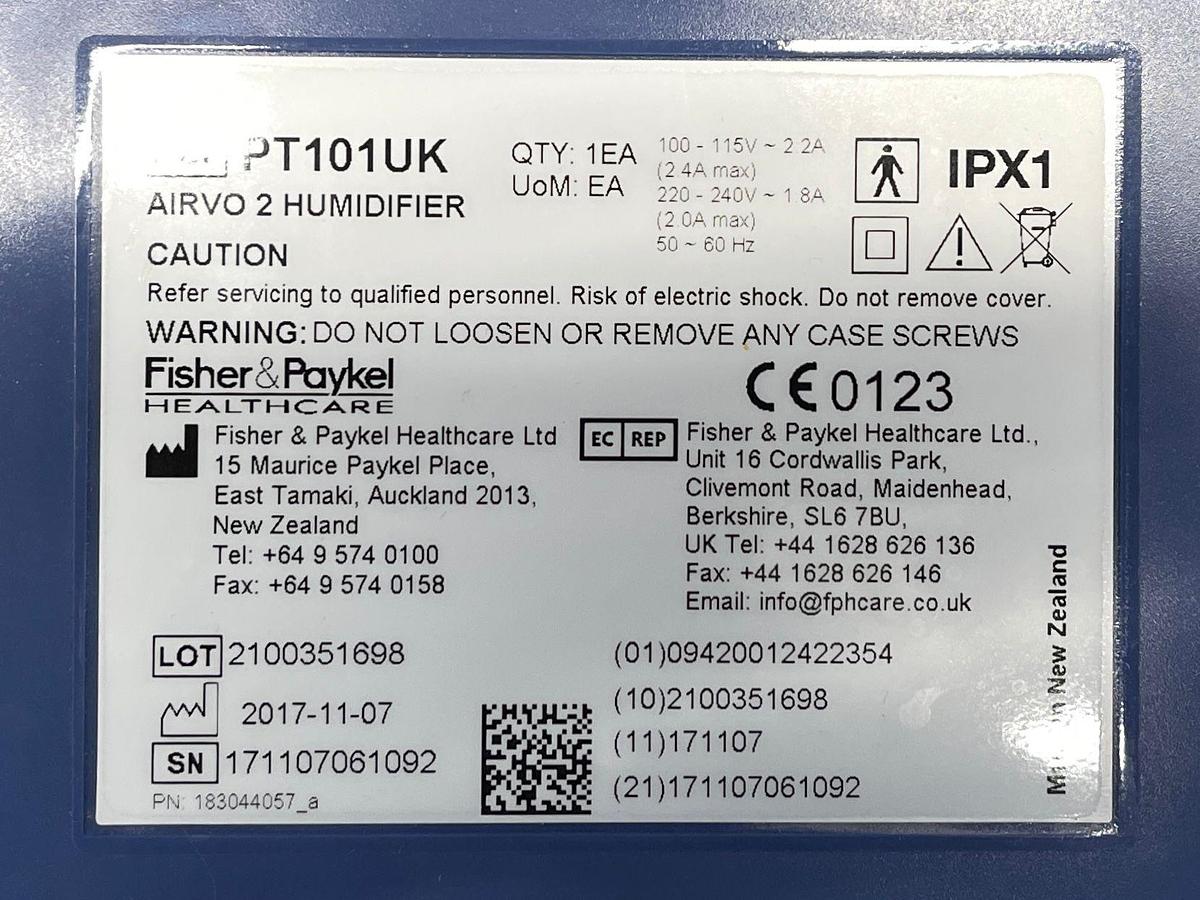 PT101UK
AIRVO 2 HUMIDIFIER
QTY: 1EA
UoM: EA
100 - 115V ~ 2.2A
(2.4A max)
220 - 240V ~ 1.8A
(2.0A max)
50 ~ 60 Hz
IPX1
CAUTION
Refer servicing to qualified personnel. Risk of electric shock. Do not remove cover.
WARNING: DO NOT LOOSEN OR REMOVE ANY CASE SCREWS
Fisher&Paykel
HEALTHCARE
CE 0123
Fisher & Paykel Healthcare Ltd
15 Maurice Paykel Place,
East Tamaki, Auckland 2013,
New Zealand
Tel: +64 9 574 0100
Fax: +64 9 574 0158
EC REP
Fisher & Paykel Healthcare Ltd.,
Unit 16 Cordwallis Park,
Clivemont Road, Maidenhead,
Berkshire, SL6 7BU,
UK Tel: +44 1628 626 136
Fax: +44 1628 626 146
Email: info@fphcare.co.uk
LOT 2100351698
2017-11-07
SN 171107061092
PN: 183044057_a
(01)09420012422354
(10)2100351698
(11)171107
(21)171107061092
New Zealand